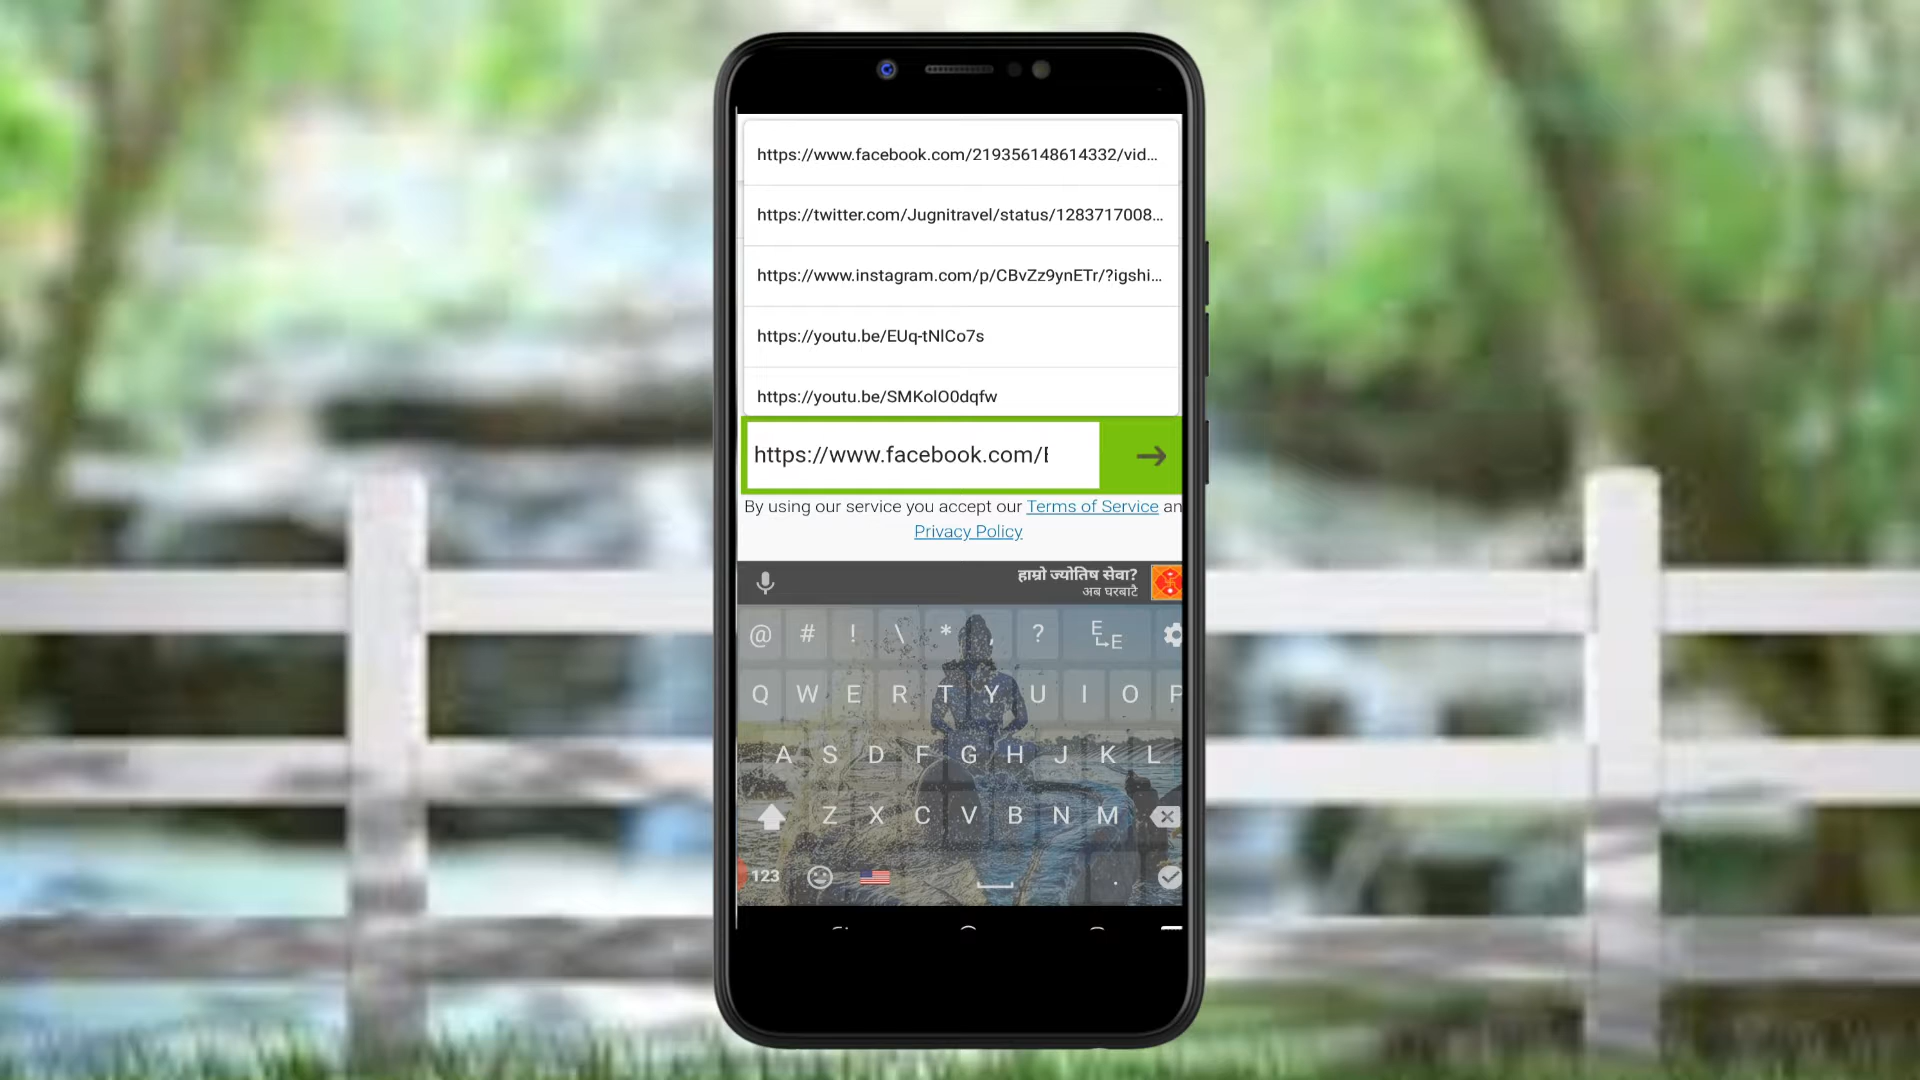 https://www.facebook.com/219356148614332/vid...
https://twitter.com/Jugnitravel/status/1283717008...
https://www.instagram.com/p/CBvZz9ynETr/?igshi...
https://youtu.be/EUq-tNlCo7s
https://youtu.be/SMKolO0dqfw
https://www.facebook.com/
By using our service you accept our Terms of Service an
Privacy Policy
हाम्रो ज्योतिष सेवा?
अब घरबाटै
@ # ! \ * , ? E E
Q W E R T Y U I O P
A S D F G H J K L
Z X C V B N M
123 .